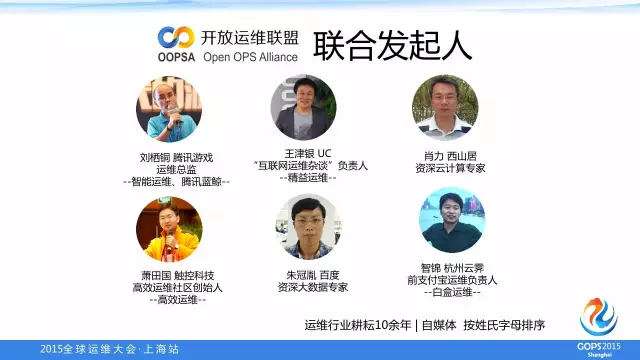 开放运维联盟
OOPSA Open OPS Alliance
联合发起人
刘栖铜 腾讯游戏
运维总监
--智能运维、腾讯蓝鲸--
王津银 UC
“互联网运维杂谈”负责人
--精益运维--
肖力 西山居
资深云计算专家
萧田国 触控科技
高效运维社区创始人
--高效运维--
朱冠胤 百度
资深大数据专家
智锦 杭州云霁
前支付宝运维负责人
--白盒运维--
运维行业耕耘10余年 | 自媒体 按姓氏字母排序
2015全球运维大会·上海站
GOPS2015
Shanghai